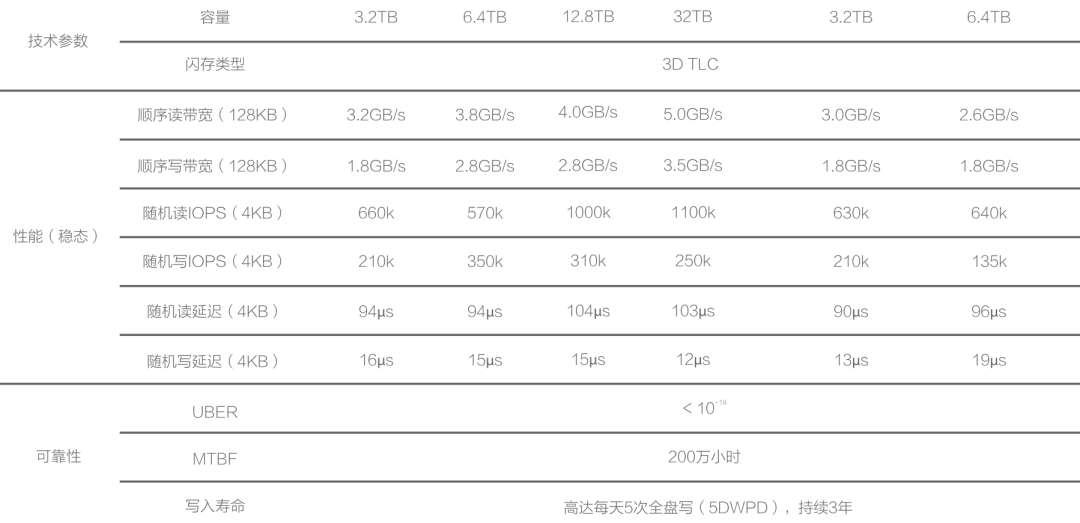 技术参数
容量 3.2TB 6.4TB 12.8TB 32TB 3.2TB 6.4TB
闪存类型 3D TLC
性能（稳态）
顺序读带宽（128KB） 3.2GB/s 3.8GB/s 4.0GB/s 5.0GB/s 3.0GB/s 2.6GB/s
顺序写带宽（128KB） 1.8GB/s 2.8GB/s 2.8GB/s 3.5GB/s 1.8GB/s 1.8GB/s
随机读IOPS（4KB） 660k 570k 1000k 1100k 630k 640k
随机写IOPS（4KB） 210k 350k 310k 250k 210k 135k
随机读延迟（4KB） 94μs 94μs 104μs 103μs 90μs 96μs
随机写延迟（4KB） 16μs 15μs 15μs 12μs 13μs 19μs
可靠性
UBER < 10⁻¹⁸
MTBF 200万小时
写入寿命 高达每天5次全盘写（5DWPD），持续3年